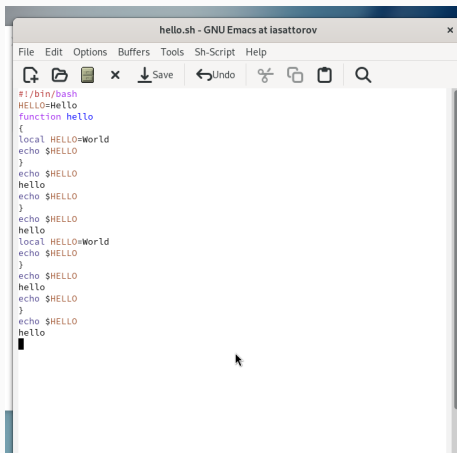 hello.sh - GNU Emacs at iasattorov
×
File Edit Options Buffers Tools Sh-Script Help
Save Undo
#!/bin/bash
HELLO=Hello
function hello
{
local HELLO=World
echo $HELLO
}
echo $HELLO
hello
echo $HELLO
}
echo $HELLO
hello
local HELLO=World
echo $HELLO
}
echo $HELLO
hello
echo $HELLO
}
echo $HELLO
hello